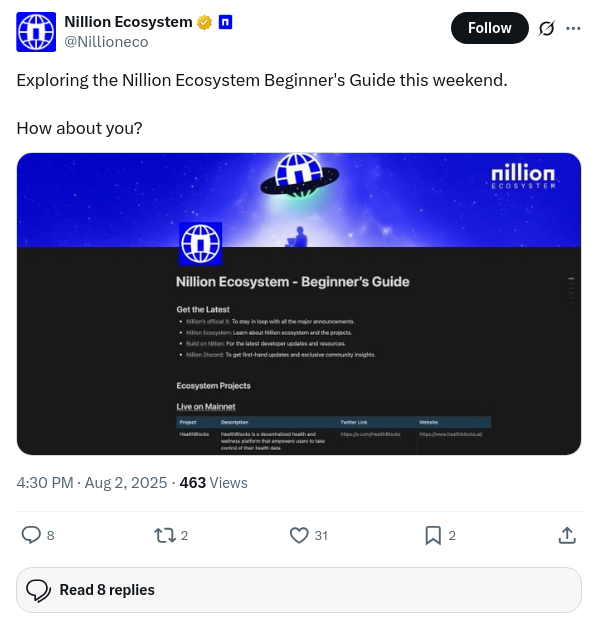 Nillion Ecosystem
@Nillioneco
Follow
Exploring the Nillion Ecosystem Beginner's Guide this weekend.
How about you?
nillion
ECOSYSTEM
Nillion Ecosystem - Beginner's Guide
Get the Latest
Nillion's official X: To stay in loop with all the major announcements.
Nillion Ecosystem: Learn about Nillion ecosystem and the projects.
Build on Nillion: For the latest developer updates and resources.
Nillion Discord: To get first-hand updates and exclusive community insights.
Ecosystem Projects
Live on Mainnet
Project Description Twitter Link Website
HealthBlocks HealthBlocks is a decentralized health and https://x.com/HealthBlocks https://www.healthblocks.ai/
wellness platform that empowers users to take
control of their health data.
4:30 PM · Aug 2, 2025 · 463 Views
8 2 31 2
Read 8 replies